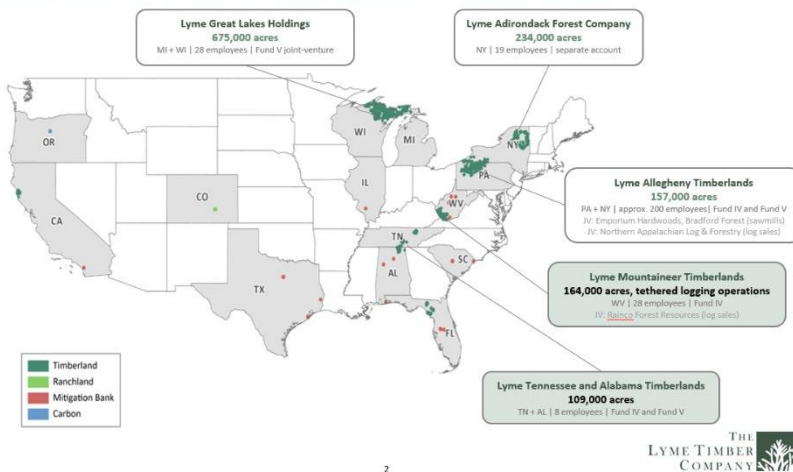 Lyme Great Lakes Holdings
675,000 acres
MI + WI | 28 employees | Fund V joint-venture
Lyme Adirondack Forest Company
234,000 acres
NY | 19 employees | separate account
OR
WI
MI
NY
PA
IL
CO
CA
WV
TN
SC
AL
TX
FL
Lyme Allegheny Timberlands
157,000 acres
PA + NY | approx. 200 employees| Fund IV and Fund V
JV: Emporium Hardwoods, Bradford Forest (sawmills)
JV: Northern Appalachian Log & Forestry (log sales)
Lyme Mountaineer Timberlands
164,000 acres, tethered logging operations
WV | 28 employees | Fund IV
JV: Rainco Forest Resources (log sales)
Lyme Tennessee and Alabama Timberlands
109,000 acres
TN + AL | 8 employees | Fund IV and Fund V
Timberland
Ranchland
Mitigation Bank
Carbon
2
THE
LYME TIMBER
COMPANY